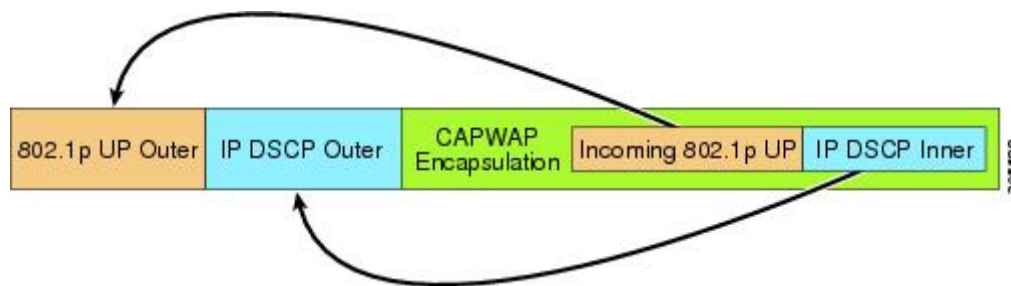 802.1p UP Outer
IP DSCP Outer
CAPWAP
Encapsulation
Incoming 802.1p UP
IP DSCP Inner